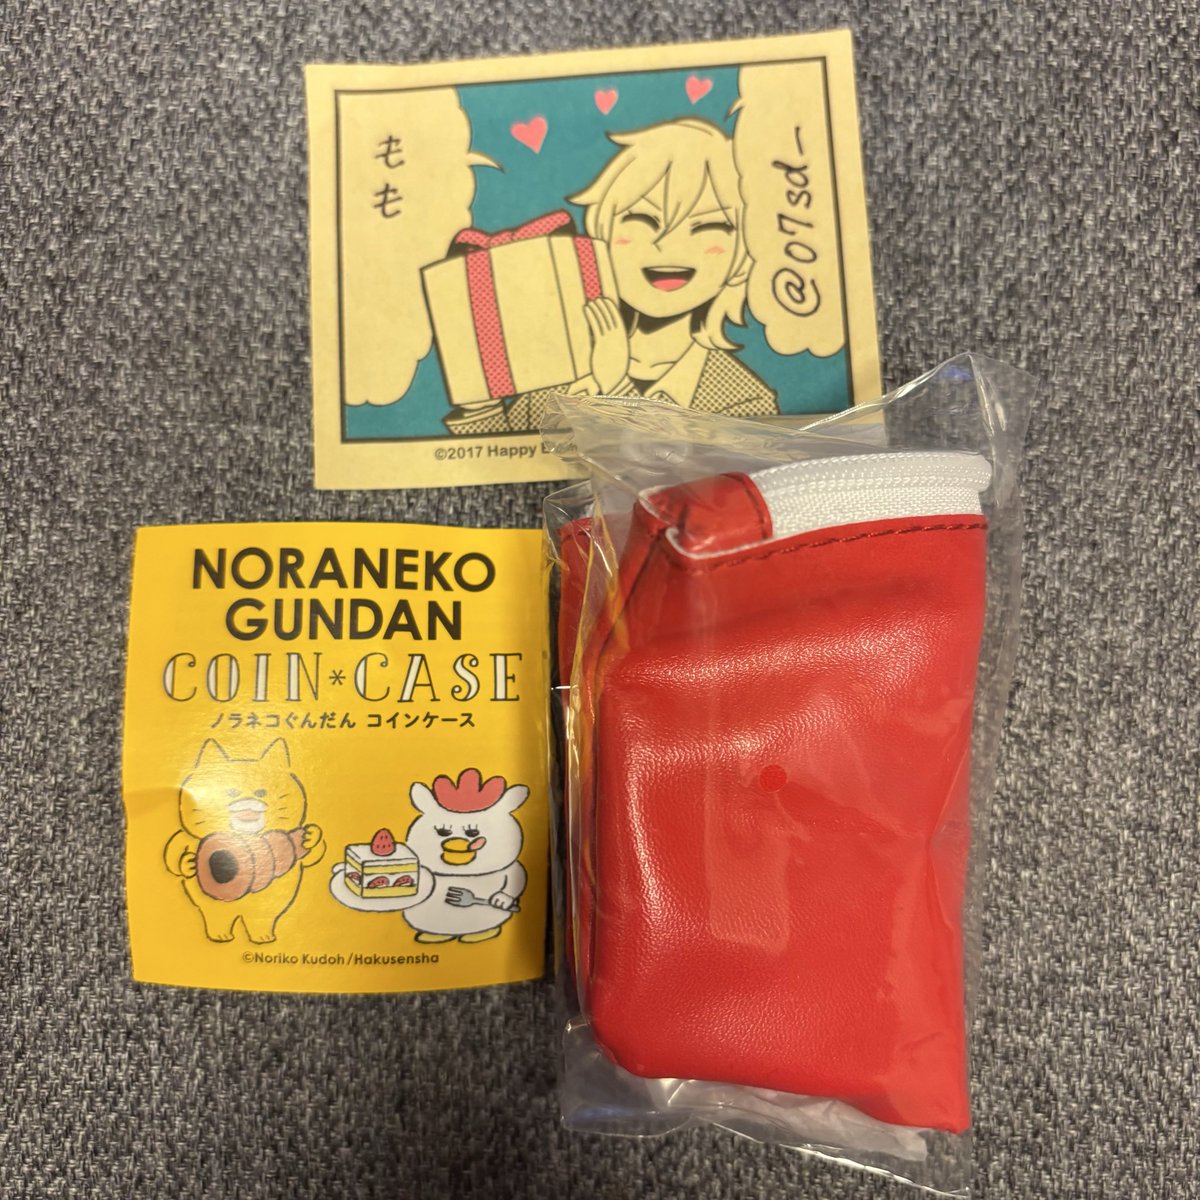 もも
@07sd_
©2017 Happy
NORANEKO
GUNDAN
COIN*CASE
ノラネコぐんだん コインケース
©Noriko Kudoh/Hakusensha